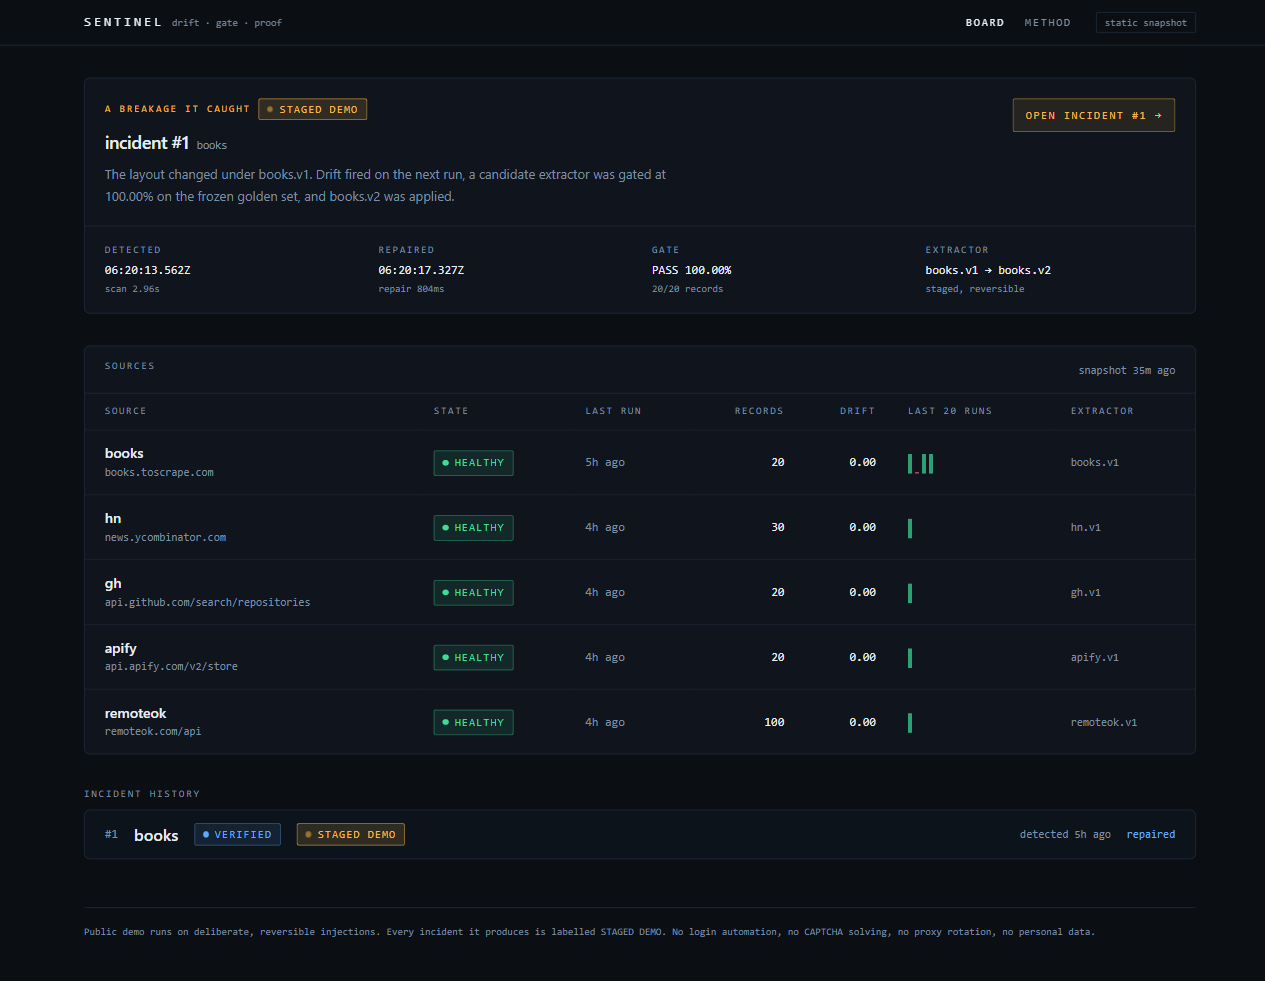 SENTINEL drift · gate · proof
BOARD METHOD static snapshot
A BREAKAGE IT CAUGHT STAGED DEMO
OPEN INCIDENT #1 →
incident #1 books
The layout changed under books.v1. Drift fired on the next run, a candidate extractor was gated at
100.00% on the frozen golden set, and books.v2 was applied.
DETECTED REPAIRED GATE EXTRACTOR
06:20:13.562Z 06:20:17.327Z PASS 100.00% books.v1 → books.v2
scan 2.96s repair 804ms 20/20 records staged, reversible
SOURCES snapshot 35m ago
SOURCE STATE LAST RUN RECORDS DRIFT LAST 20 RUNS EXTRACTOR
books
books.toscrape.com
HEALTHY 5h ago 20 0.00 books.v1
hn
news.ycombinator.com
HEALTHY 4h ago 30 0.00 hn.v1
gh
api.github.com/search/repositories
HEALTHY 4h ago 20 0.00 gh.v1
apify
api.apify.com/v2/store
HEALTHY 4h ago 20 0.00 apify.v1
remoteok
remoteok.com/api
HEALTHY 4h ago 100 0.00 remoteok.v1
INCIDENT HISTORY
#1 books VERIFIED STAGED DEMO detected 5h ago repaired
Public demo runs on deliberate, reversible injections. Every incident it produces is labelled STAGED DEMO. No login automation, no CAPTCHA solving, no proxy rotation, no personal data.